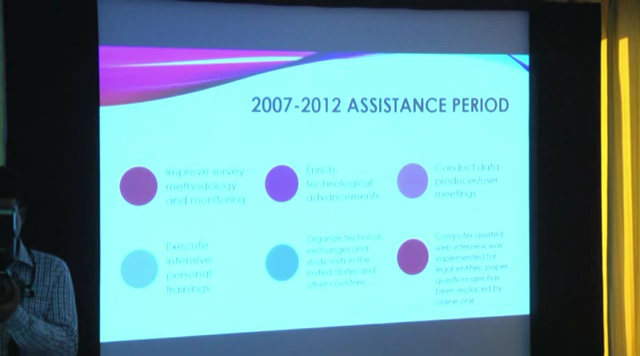 2007-2012 ASSISTANCE PERIOD
Improve survey
methodology
and monitoring
Enrich
technological
advancements
Conduct data
producer/user
meetings
Execute
intensive
personal
trainings
Organize technical
exchanges and
study visits in the
United States and
other countries
Computer assisted
web interview was
implemented for
legal entities, paper
questionnaire has
been replaced by
online one